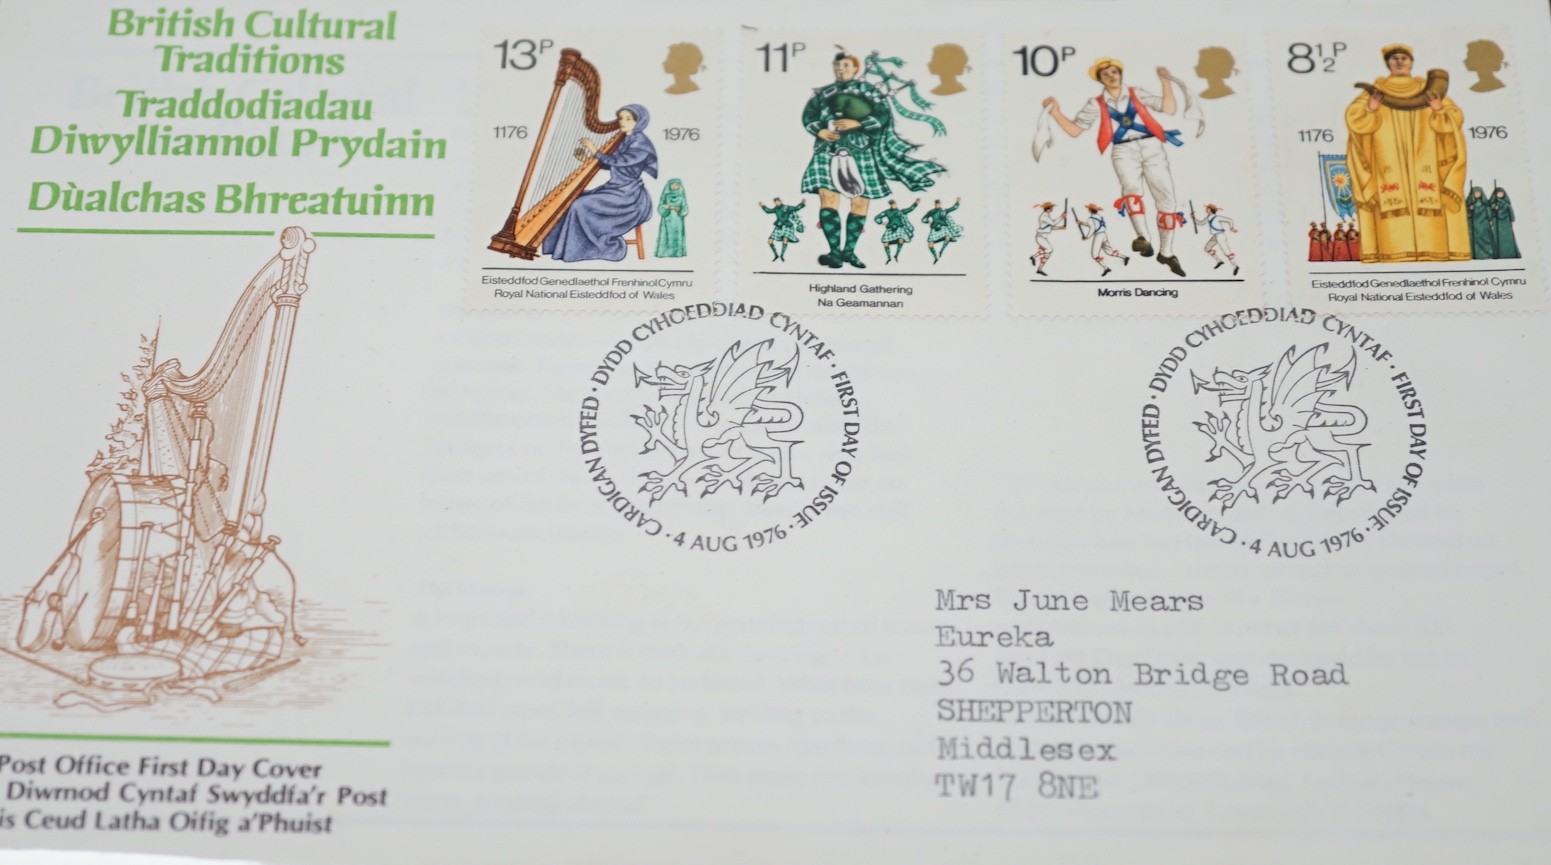 British Cultural
Traditions
Traddodiadau
Diwylliannol Prydain
Dùalchas Bhreatuinn
13P
1176
1976
Eisteddfod Genedlaethol Frenhinol Cymru
Royal National Eisteddfod of Wales
11P
Highland Gathering
Na Geamannan
10P
Morris Dancing
8½P
1176
1976
Eisteddfod Genedlaethol Frenhinol Cymru
Royal National Eisteddfod of Wales
CARDIGAN DYFED · DYDD CYHOEDDIAD CYNTAF · FIRST DAY OF ISSUE · 4 AUG 1976 ·
CARDIGAN DYFED · DYDD CYHOEDDIAD CYNTAF · FIRST DAY OF ISSUE · 4 AUG 1976 ·
Mrs June Mears
Eureka
36 Walton Bridge Road
SHEPPERTON
Middlesex
TW17 8NE
Post Office First Day Cover
Diwrnod Cyntaf Swyddfa'r Post
is Ceud Latha Oifig a'Phuist